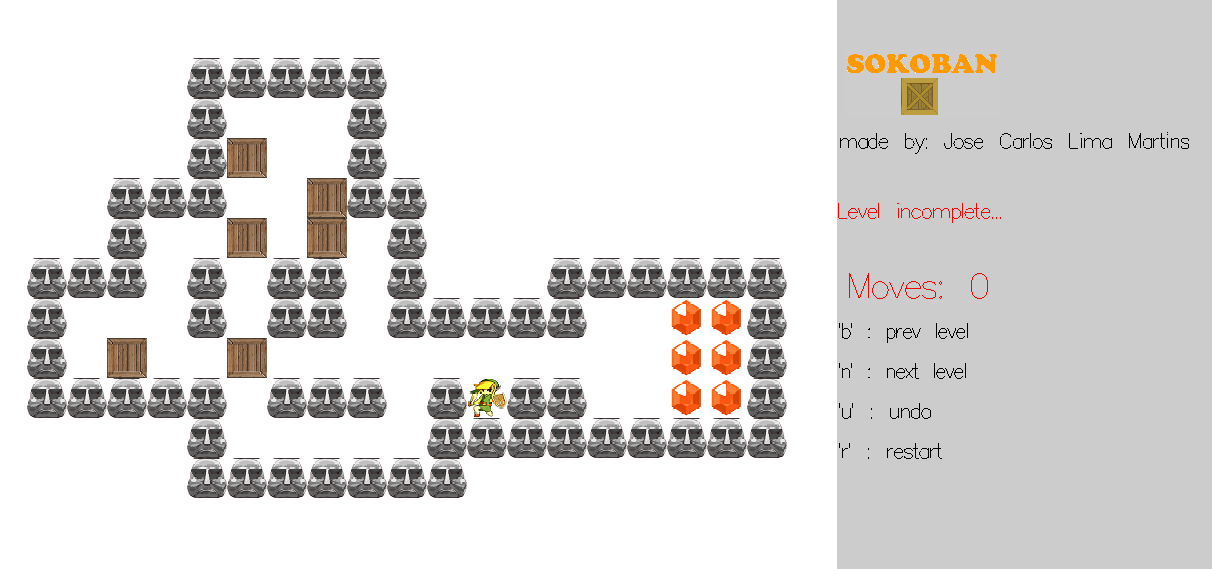 SOKOBAN
made by: Jose Carlos Lima Martins
Level incomplete...
Moves: 0
'b' : prev level
'n' : next level
'u' : undo
'r' : restart